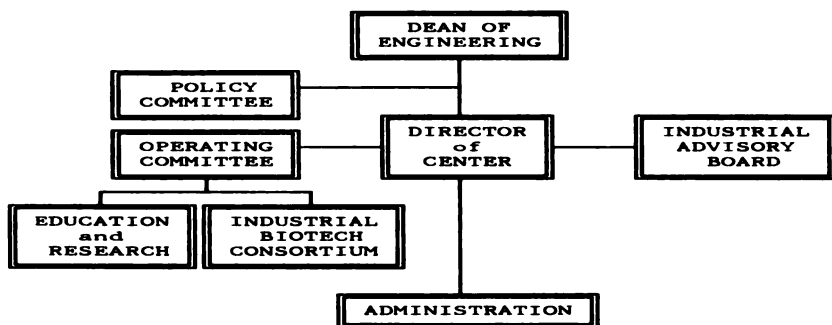 DEAN OF
ENGINEERING
POLICY
COMMITTEE
OPERATING
COMMITTEE
DIRECTOR
of
CENTER
INDUSTRIAL
ADVISORY
BOARD
EDUCATION
and
RESEARCH
INDUSTRIAL
BIOTECH
CONSORTIUM
ADMINISTRATION